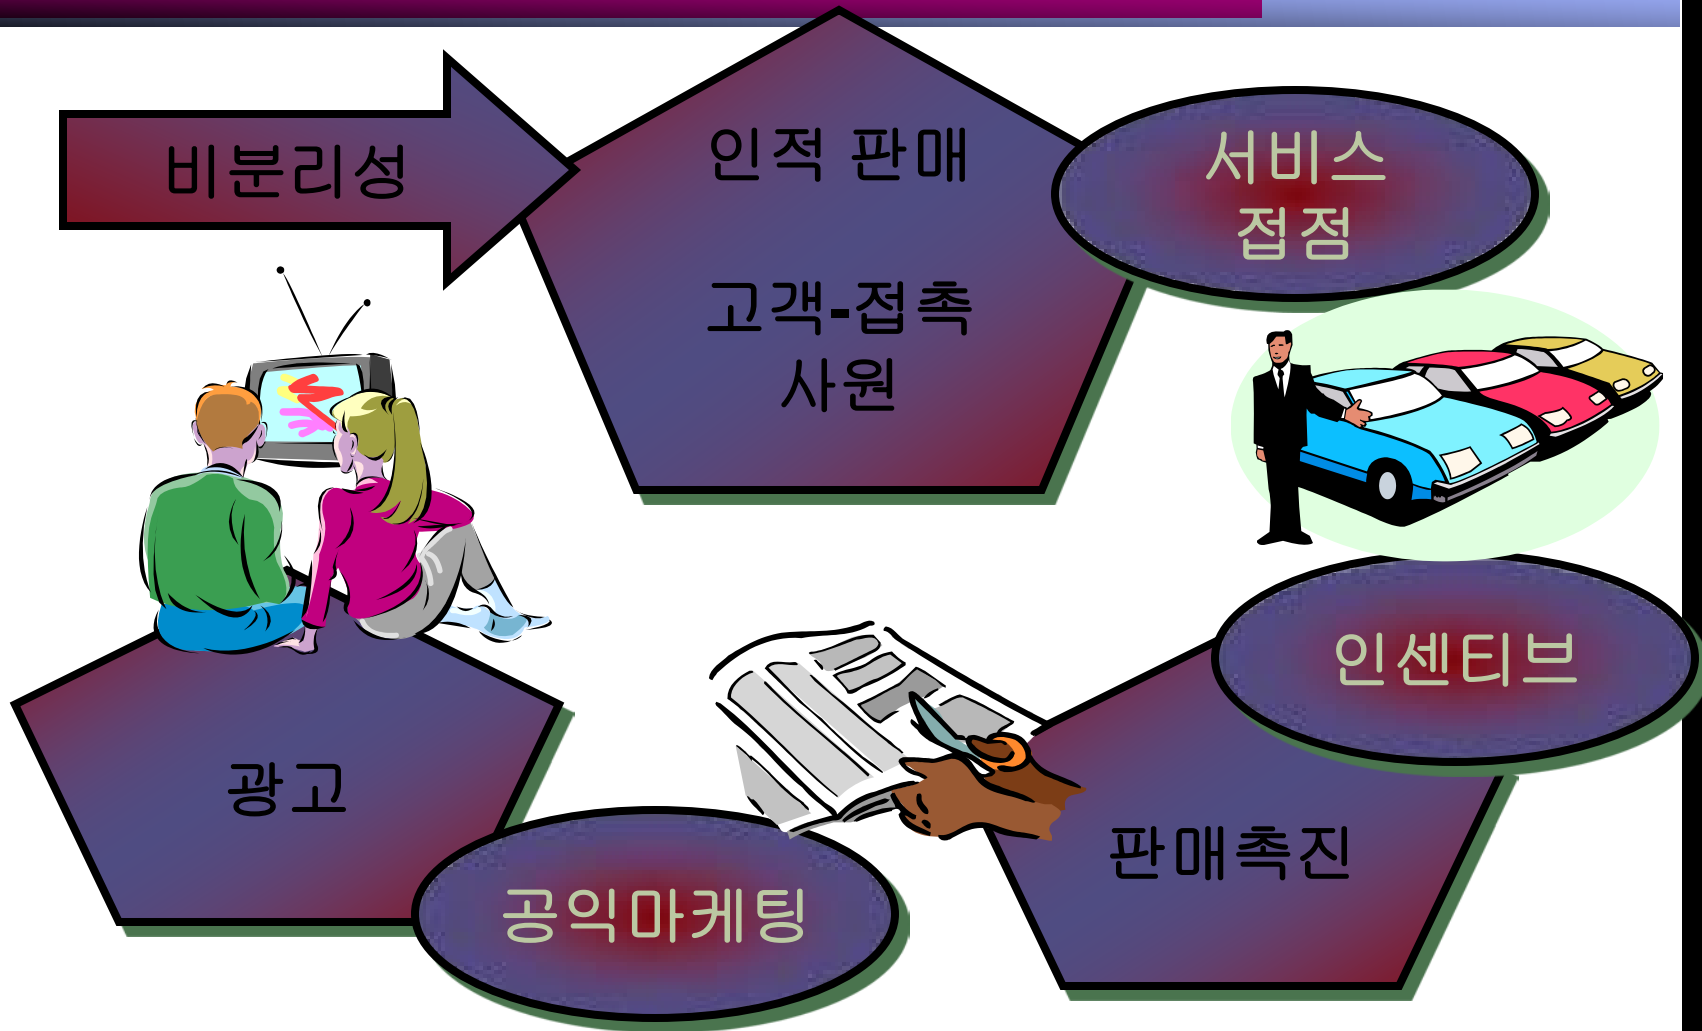 비분리성
인적 판매
고객-접촉
사원
서비스
접점
인센티브
광고
판매촉진
공익마케팅